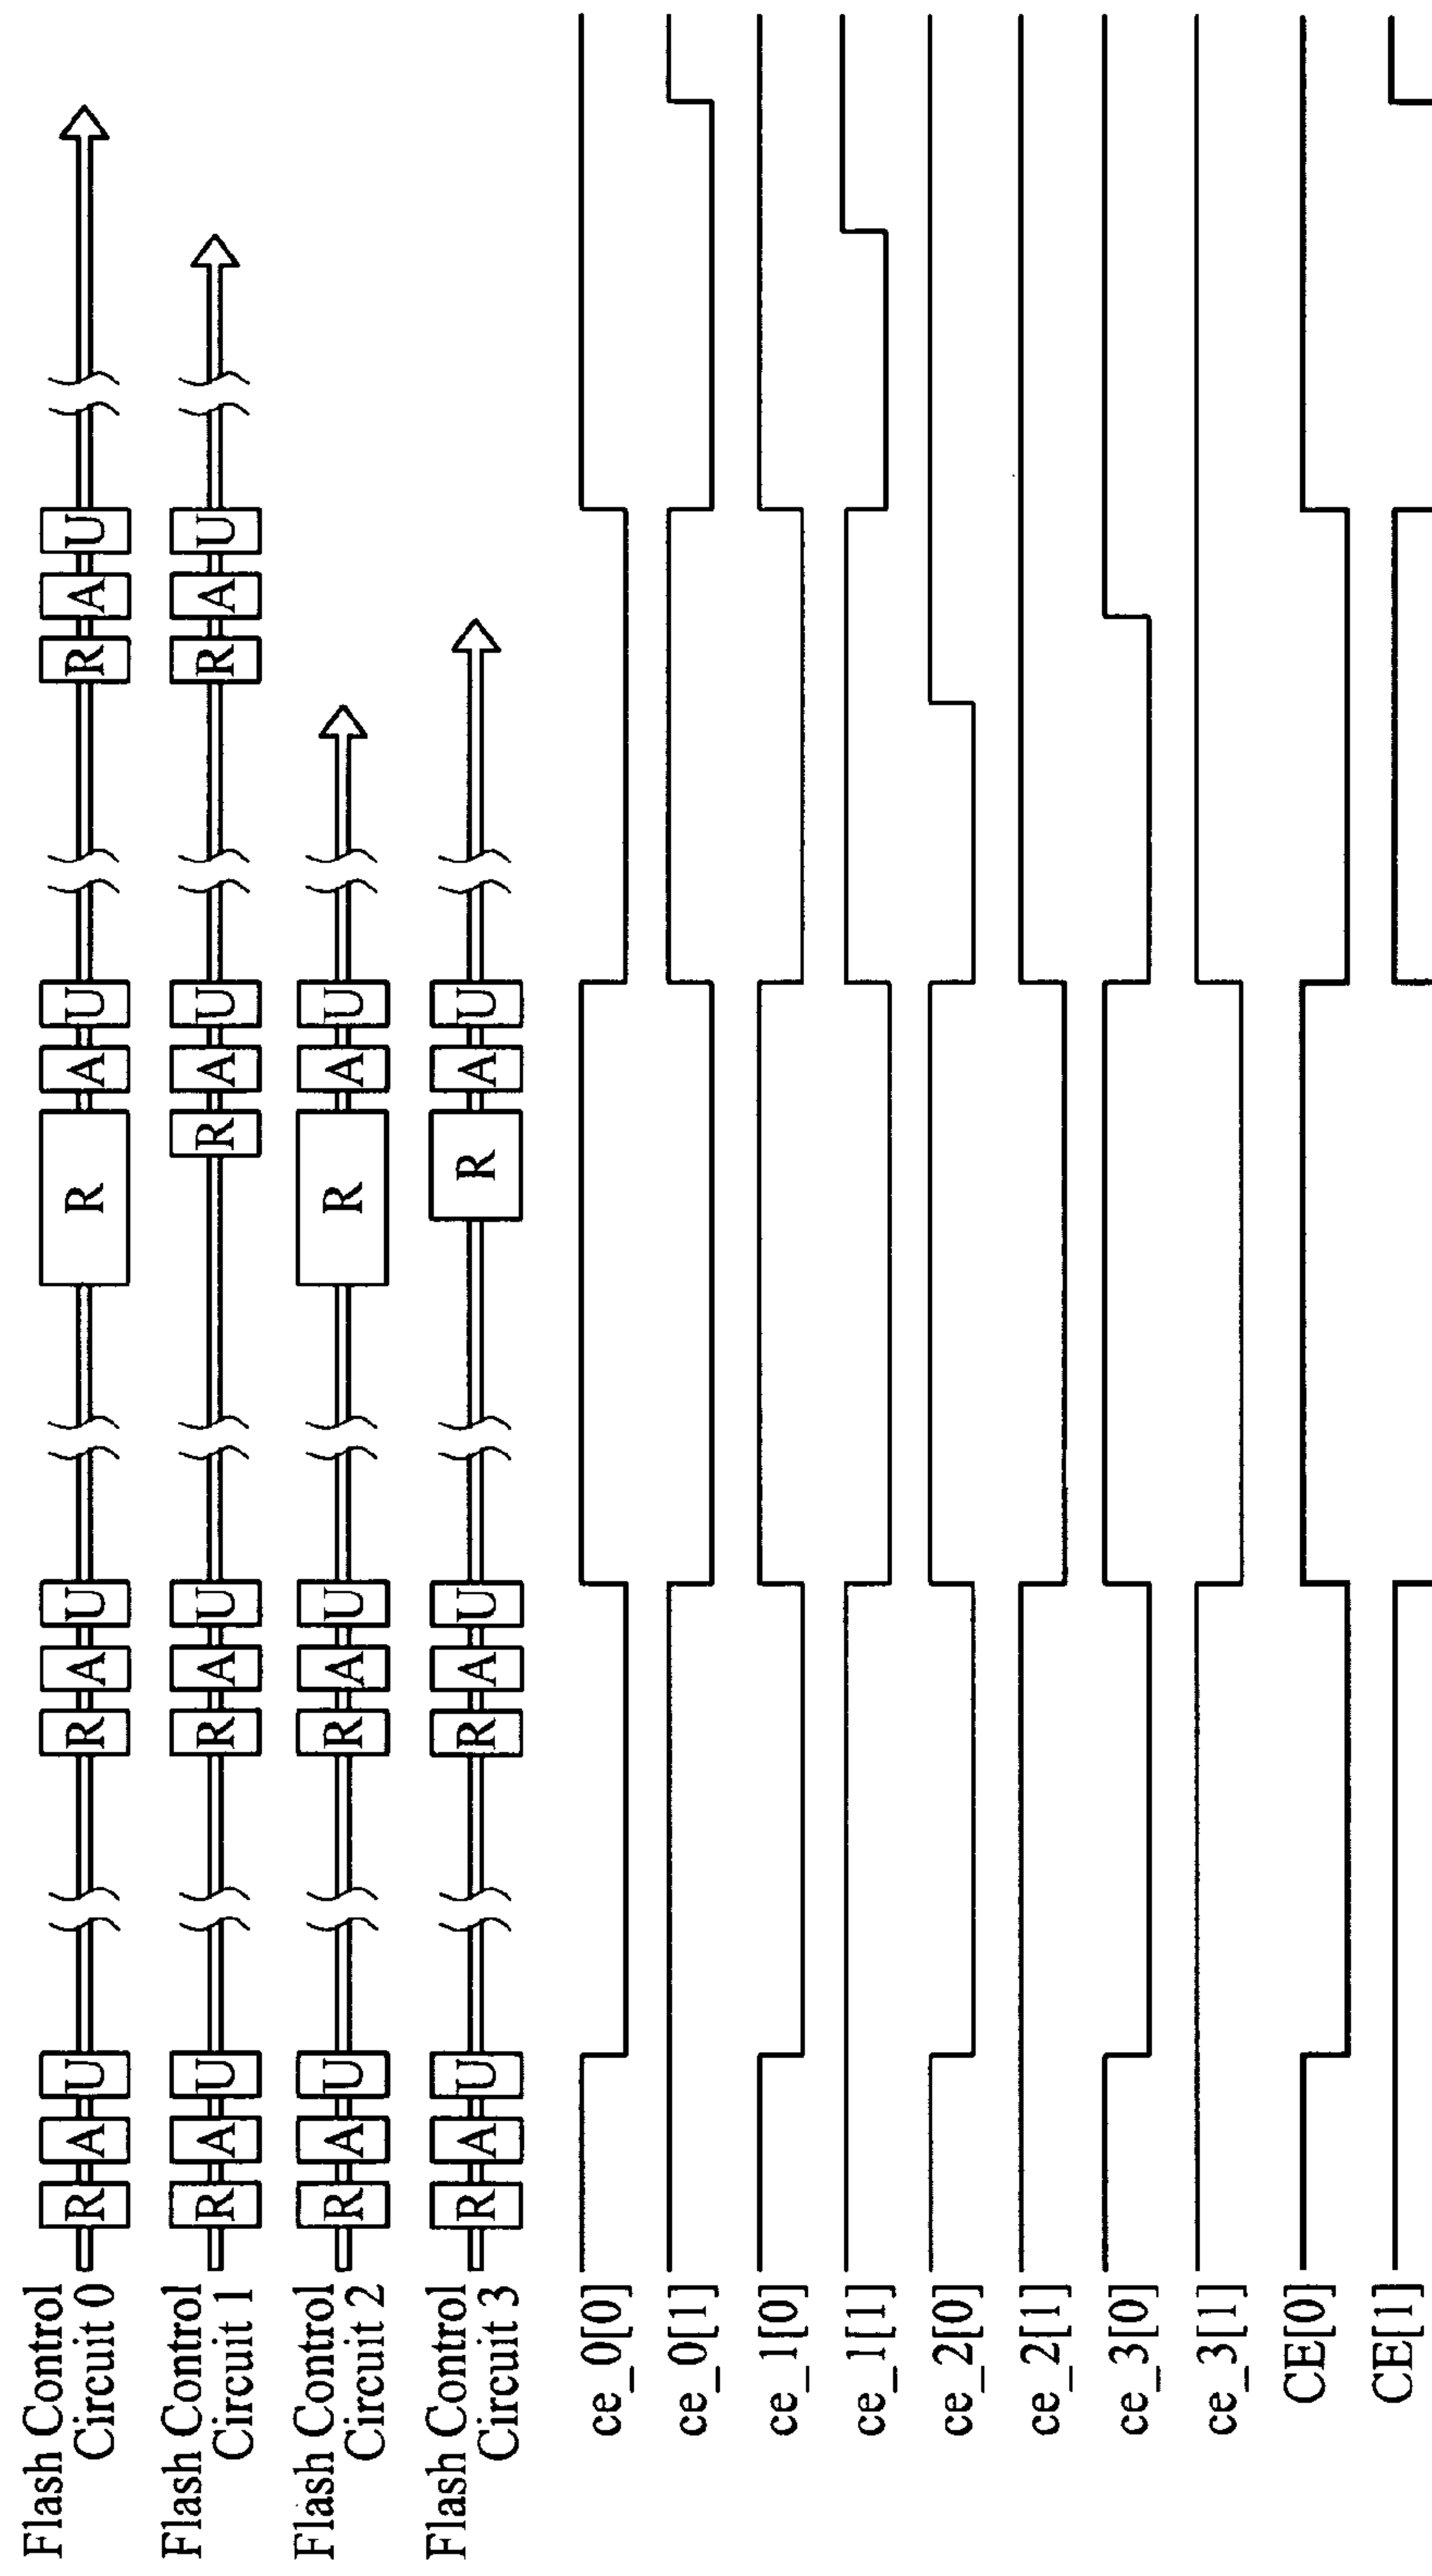 Flash Control
Circuit 0
R A U R A U R A U R A U
Flash Control
Circuit 1
R A U R A U R A U R A U
Flash Control
Circuit 2
R A U R A U R A U
Flash Control
Circuit 3
R A U R A U R A U
ce_0[0]
ce_0[1]
ce_1[0]
ce_1[1]
ce_2[0]
ce_2[1]
ce_3[0]
ce_3[1]
CE[0]
CE[1]